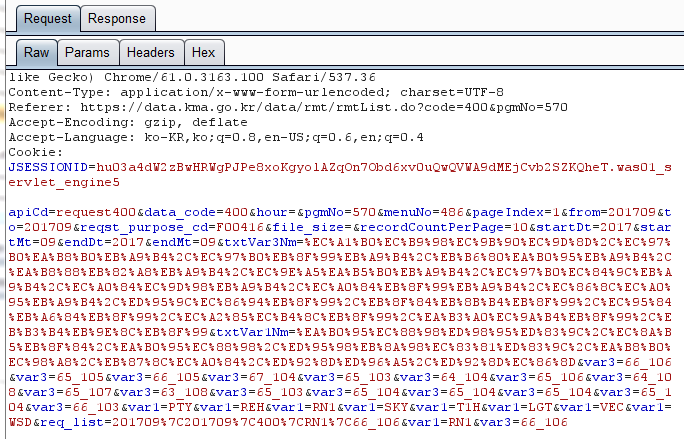 Request Response
Raw Params Headers Hex
like Gecko) Chrome/61.0.3163.100 Safari/537.36
Content-Type: application/x-www-form-urlencoded; charset=UTF-8
Referer: https://data.kma.go.kr/data/rmt/rmtList.do?code=400&pgmNo=570
Accept-Encoding: gzip, deflate
Accept-Language: ko-KR,ko;q=0.8,en-US;q=0.6,en;q=0.4
Cookie:
JSESSIONID=hu03a4dW2zBwHRWgPJPe8xoKgyolAZqOn7Obd6xv0uQwQVWA9dMEjCvb2SZKQheT.was01_s
ervlet_engine5
apiCd=request400&data_code=400&hour=&pgmNo=570&menuNo=486&pageIndex=1&from=201709&t
o=201709&reqst_purpose_cd=F00416&file_size=&recordCountPerPage=10&startDt=2017&star
tMt=09&endDt=2017&endMt=09&txtVar3Nm=%EC%A1%B0%EC%B9%98%EC%9B%90%EC%9D%8D%2C%EC%97%
B0%EA%B8%B0%EB%A9%B4%2C%EC%97%B0%EB%8F%99%EB%A9%B4%2C%EB%B6%80%EA%B0%95%EB%A9%B4%2C
%EA%B8%88%EB%82%A8%EB%A9%B4%2C%EC%9E%A5%EA%B5%B0%EB%A9%B4%2C%EC%97%B0%EC%84%9C%EB%A
9%B4%2C%EC%A0%84%EC%9D%98%EB%A9%B4%2C%EC%A0%84%EB%8F%99%EB%A9%B4%2C%EC%86%8C%EC%A0%
95%EB%A9%B4%2C%ED%95%9C%EC%86%94%EB%8F%99%2C%EB%8F%84%EB%8B%B4%EB%8F%99%2C%EC%95%84
%EB%A6%84%EB%8F%99%2C%EC%A2%85%EC%B4%8C%EB%8F%99%2C%EA%B3%A0%EC%9A%B4%EB%8F%99%2C%E
B%B3%B4%EB%9E%8C%EB%8F%99&txtVar1Nm=%EA%B0%95%EC%88%98%ED%98%95%ED%83%9C%2C%EC%8A%B
5%EB%8F%84%2C%EA%B0%95%EC%88%98%2C%ED%95%98%EB%8A%98%EC%83%81%ED%83%9C%2C%EA%B8%B0%
EC%98%A8%2C%EB%87%8C%EC%A0%84%2C%ED%92%8D%ED%96%A5%2C%ED%92%8D%EC%86%8D&var3=66_106
&var3=65_105&var3=66_105&var3=67_104&var3=65_103&var3=64_104&var3=65_106&var3=64_10
8&var3=65_107&var3=63_108&var3=65_103&var3=65_104&var3=65_104&var3=65_104&var3=65_1
04&var3=66_103&var1=PTY&var1=REH&var1=RN1&var1=SKY&var1=T1H&var1=LGT&var1=VEC&var1=
WSD&req_list=201709%7C201709%7C400%7CRN1%7C66_106&var1=RN1&var3=66_106